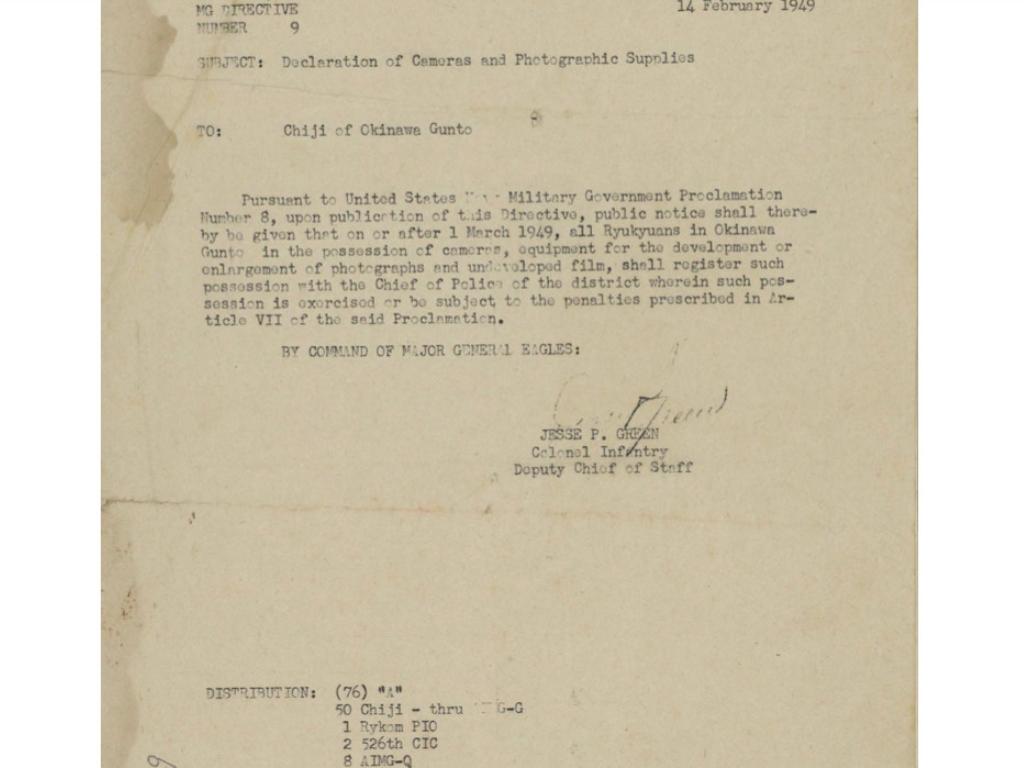 MG DIRECTIVE
14 February 1949
NUMBER 9
SUBJECT: Declaration of Cameras and Photographic Supplies
TO: Chiji of Okinawa Gunto
Pursuant to United States Military Government Proclamation
Number 8, upon publication of this Directive, public notice shall there-
by be given that on or after 1 March 1949, all Ryukyuans in Okinawa
Gunto in the possession of cameras, equipment for the development or
enlargement of photographs and undeveloped film, shall register such
possession with the Chief of Police of the district wherein such pos-
session is exercised or be subject to the penalties prescribed in Ar-
ticle VII of the said Proclamation.
BY COMMAND OF MAJOR GENERAL EAGLES:
JESSE P. GREEN
Colonel Infantry
Deputy Chief of Staff
DISTRIBUTION: (76) "A"
50 Chiji - thru
1 Rykom PIO
2 526th CIC
8 AIMG-Q
9